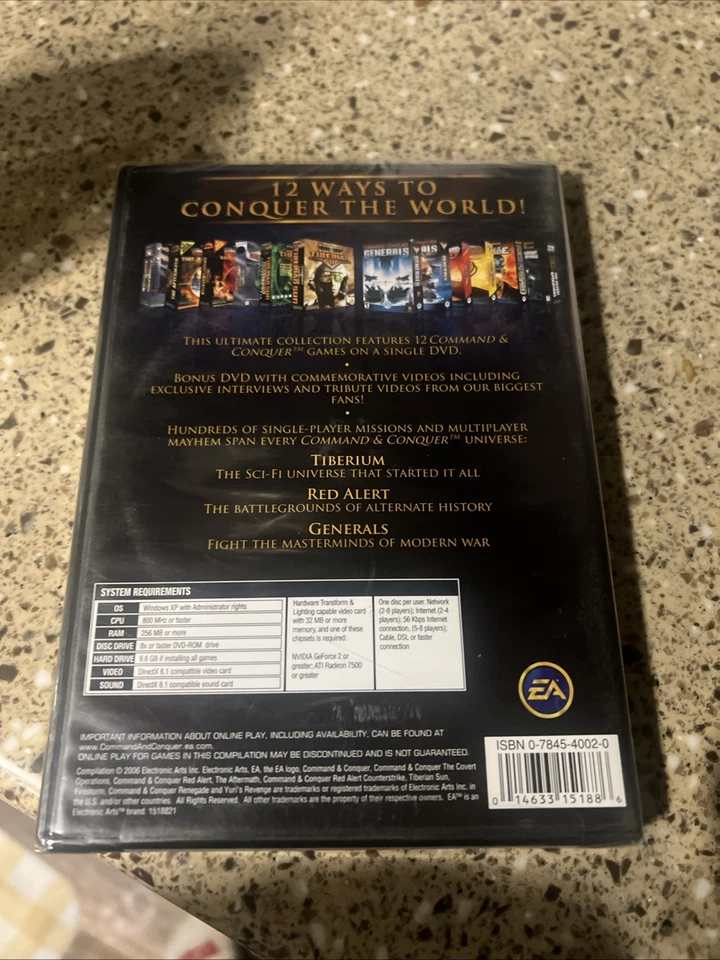 12 WAYS TO
CONQUER THE WORLD!
GENERALS
THIS ULTIMATE COLLECTION FEATURES 12 COMMAND &
CONQUER™ GAMES ON A SINGLE DVD.
•
BONUS DVD WITH COMMEMORATIVE VIDEOS INCLUDING
EXCLUSIVE INTERVIEWS AND TRIBUTE VIDEOS FROM OUR BIGGEST
FANS!
•
HUNDREDS OF SINGLE-PLAYER MISSIONS AND MULTIPLAYER
MAYHEM SPAN EVERY COMMAND & CONQUER™ UNIVERSE:
TIBERIUM
THE SCI-FI UNIVERSE THAT STARTED IT ALL
RED ALERT
THE BATTLEGROUNDS OF ALTERNATE HISTORY
GENERALS
FIGHT THE MASTERMINDS OF MODERN WAR
SYSTEM REQUIREMENTS
OS Windows XP with Administrator rights
CPU 800 MHz or faster
RAM 256 MB or more
DISC DRIVE 8x or faster DVD-ROM drive
HARD DRIVE 9.8 GB if installing all games
VIDEO DirectX 8.1 compatible video card
SOUND DirectX 8.1 compatible sound card
Hardware Transform &
Lighting capable video card
with 32 MB or more
memory, and one of these
chipsets is required:
NVIDIA GeForce 2 or
greater; ATI Radeon 7500
or greater
One disc per user. Network
(2-8 players); Internet (2-4
players); 56 Kbps Internet
connection, (5-8 players);
Cable, DSL or faster
connection
EA
IMPORTANT INFORMATION ABOUT ONLINE PLAY, INCLUDING AVAILABILITY, CAN BE FOUND AT
www.CommandAndConquer.ea.com.
ONLINE PLAY FOR GAMES IN THIS COMPILATION MAY BE DISCONTINUED AND IS NOT GUARANTEED.
Compilation © 2006 Electronic Arts Inc. Electronic Arts, EA, the EA logo, Command & Conquer, Command & Conquer The Covert
Operations, Command & Conquer Red Alert, The Aftermath, Command & Conquer Red Alert Counterstrike, Tiberian Sun,
Firestorm, Command & Conquer Renegade and Yuri's Revenge are trademarks or registered trademarks of Electronic Arts Inc. in
the U.S. and/or other countries. All Rights Reserved. All other trademarks are the property of their respective owners. EA™ is an
Electronic Arts™ brand. 1518821
ISBN 0-7845-4002-0
0 14633 15188 6